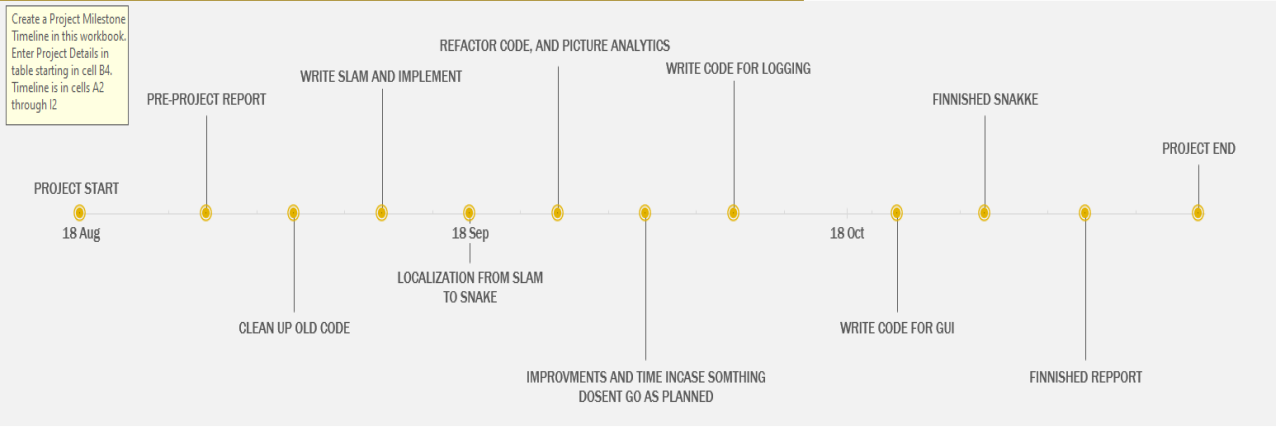 Create a Project Milestone
Timeline in this workbook.
Enter Project Details in
table starting in cell B4.
Timeline is in cells A2
through I2
REFACTOR CODE, AND PICTURE ANALYTICS
WRITE SLAM AND IMPLEMENT
WRITE CODE FOR LOGGING
PRE-PROJECT REPORT
FINNISHED SNAKKE
PROJECT END
PROJECT START
18 Aug
18 Sep
18 Oct
LOCALIZATION FROM SLAM
TO SNAKE
CLEAN UP OLD CODE
WRITE CODE FOR GUI
IMPROVMENTS AND TIME INCASE SOMTHING
DOSENT GO AS PLANNED
FINNISHED REPPORT